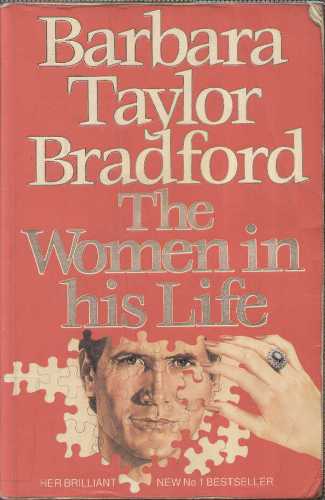 Barbara
Taylor
Bradford
The
Women in
his Life
HER BRILLIANT NEW No 1 BESTSELLER